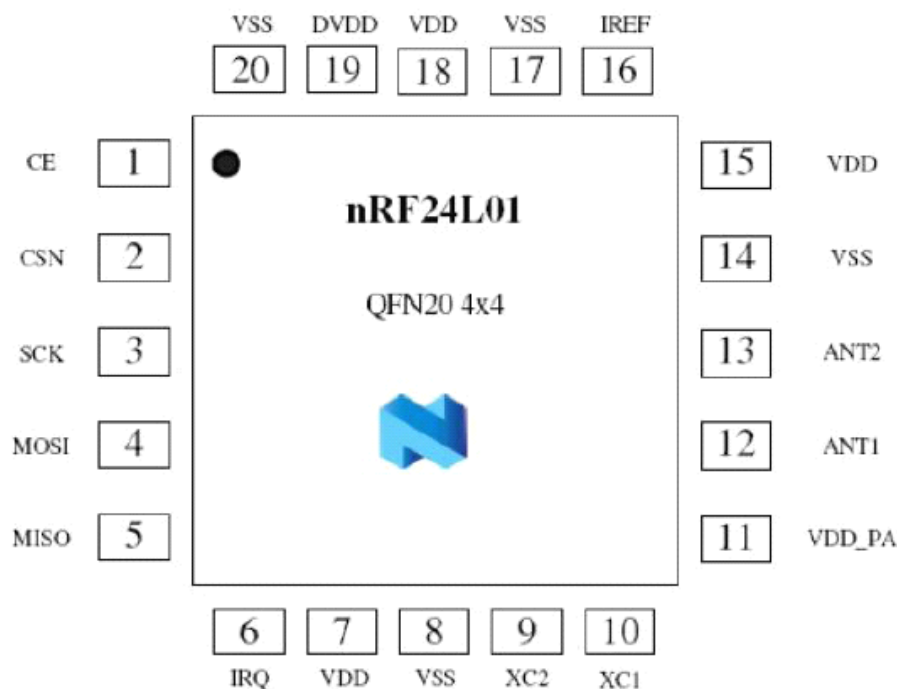 VSS DVDD VDD VSS IREF
20 19 18 17 16
CE 1 15 VDD
nRF24L01
CSN 2 14 VSS
QFN20 4x4
SCK 3 13 ANT2
MOSI 4 12 ANT1
MISO 5 11 VDD_PA
6 7 8 9 10
IRQ VDD VSS XC2 XC1